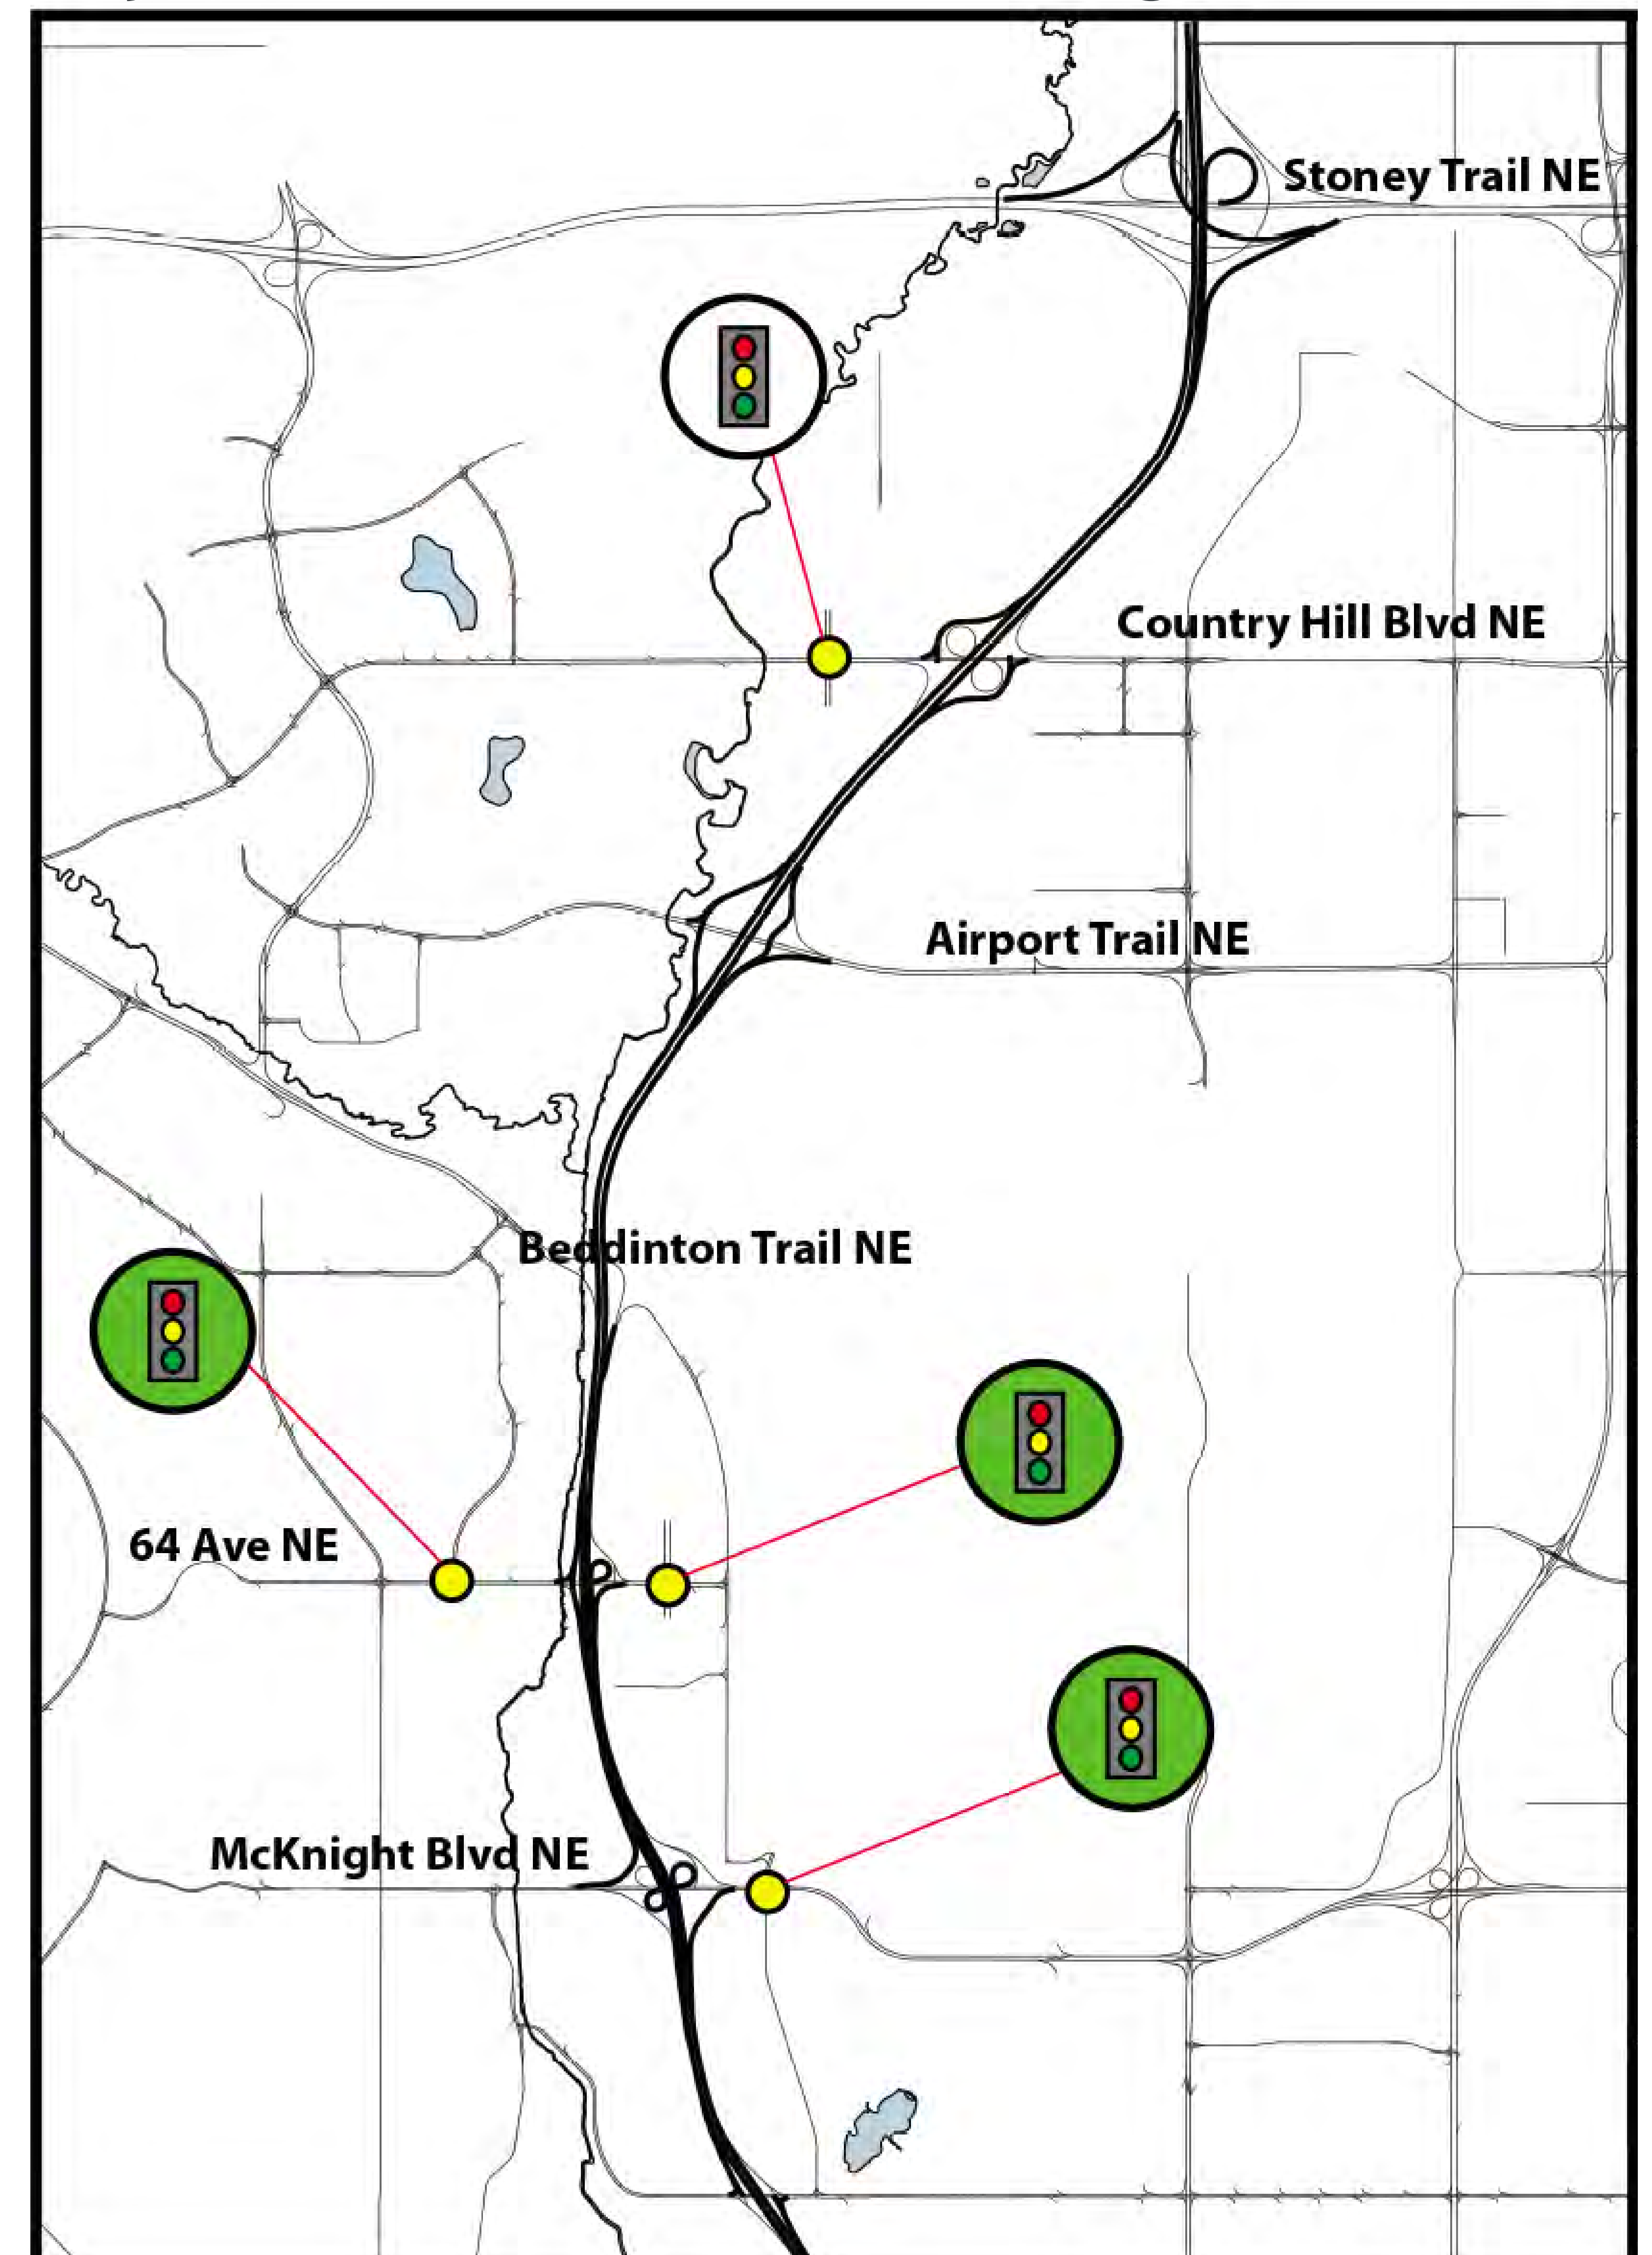 Stoney Trail NE
Country Hill Blvd NE
Airport Trail NE
Beddinton Trail NE
64 Ave NE
McKnight Blvd NE